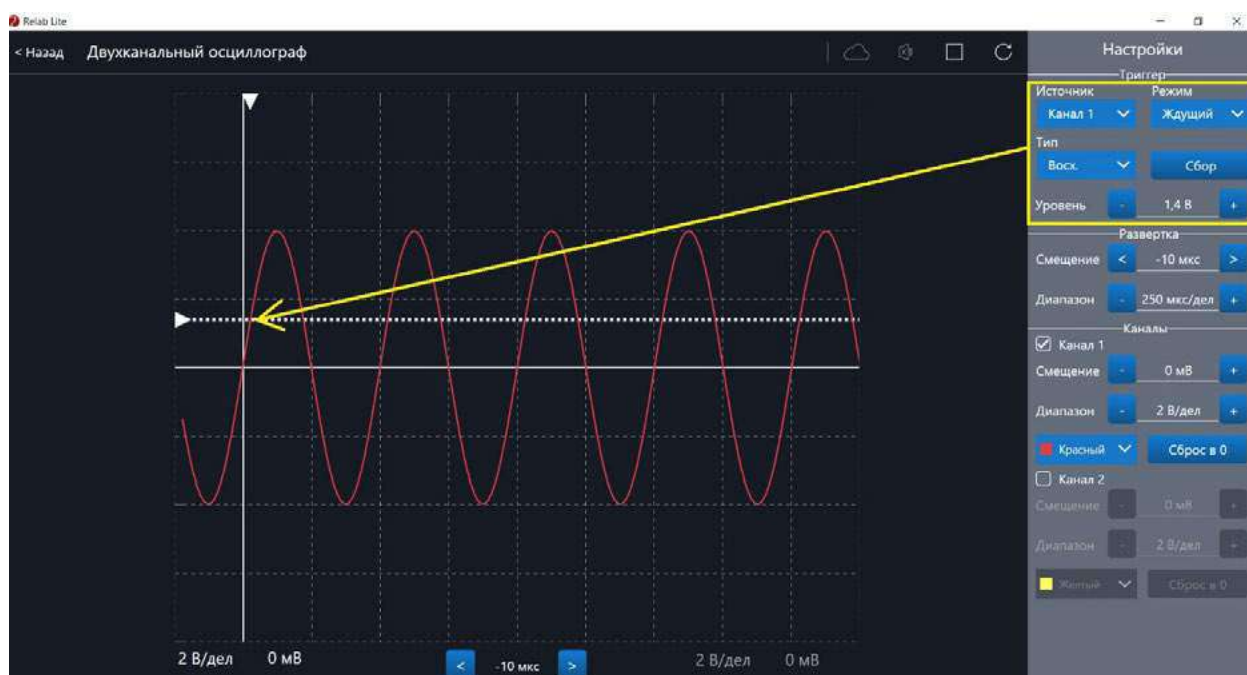 Relab Lite
< Назад Двухканальный осциллограф
Настройки
Триггер
Источник Режим
Канал 1 Ждущий
Тип
Восх. Сбор
Уровень - 1,4 В +
Развертка
Смещение < -10 мкс >
Диапазон - 250 мкс/дел +
Каналы
Канал 1
Смещение - 0 мВ +
Диапазон - 2 В/дел +
Красный Сброс в 0
Канал 2
Смещение - 0 мВ +
Диапазон - 2 В/дел +
Желтый Сброс в 0
2 В/дел 0 мВ < -10 мкс > 2 В/дел 0 мВ